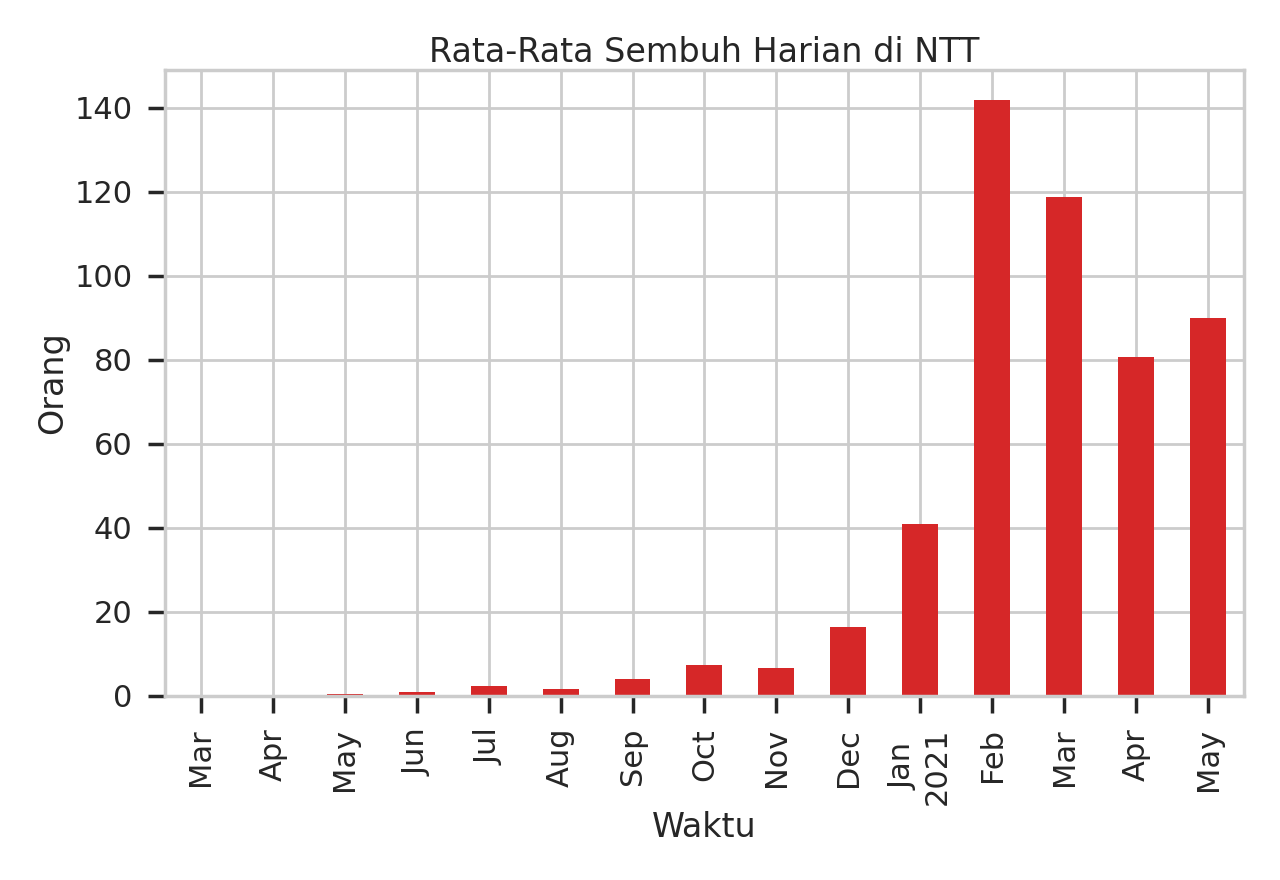 Rata-Rata Sembuh Harian di NTT
140
120
100
80
60
40
20
0
Orang
Mar
Apr
May
Jun
Jul
Aug
Sep
Oct
Nov
Dec
Jan
2021
Feb
Mar
Apr
May
Waktu